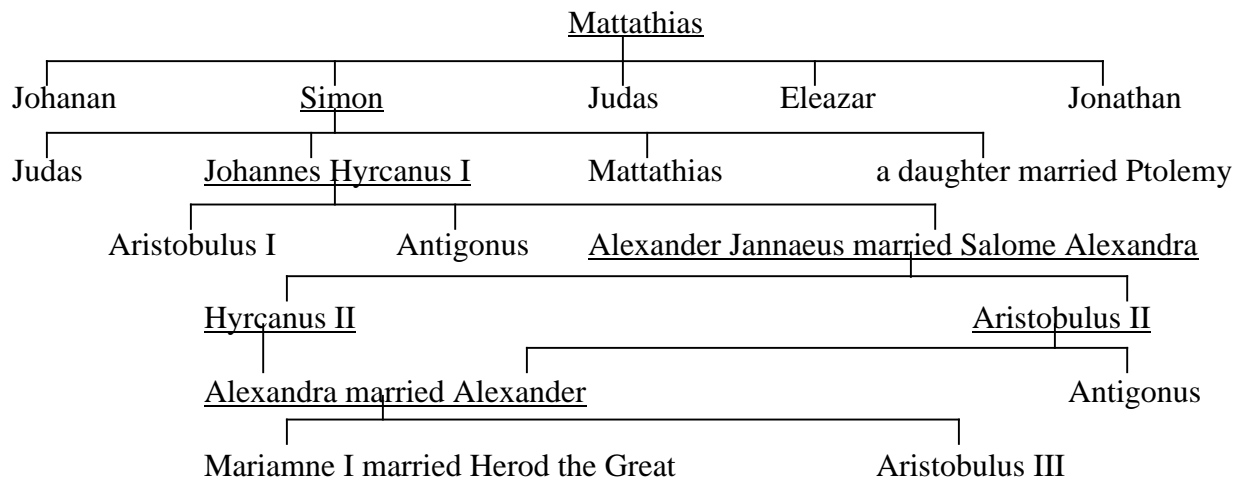 Mattathias
Johanan Simon Judas Eleazar Jonathan
Judas Johannes Hyrcanus I Mattathias a daughter married Ptolemy
Aristobulus I Antigonus Alexander Jannaeus married Salome Alexandra
Hyrcanus II Aristobulus II
Alexandra married Alexander Antigonus
Mariamne I married Herod the Great Aristobulus III